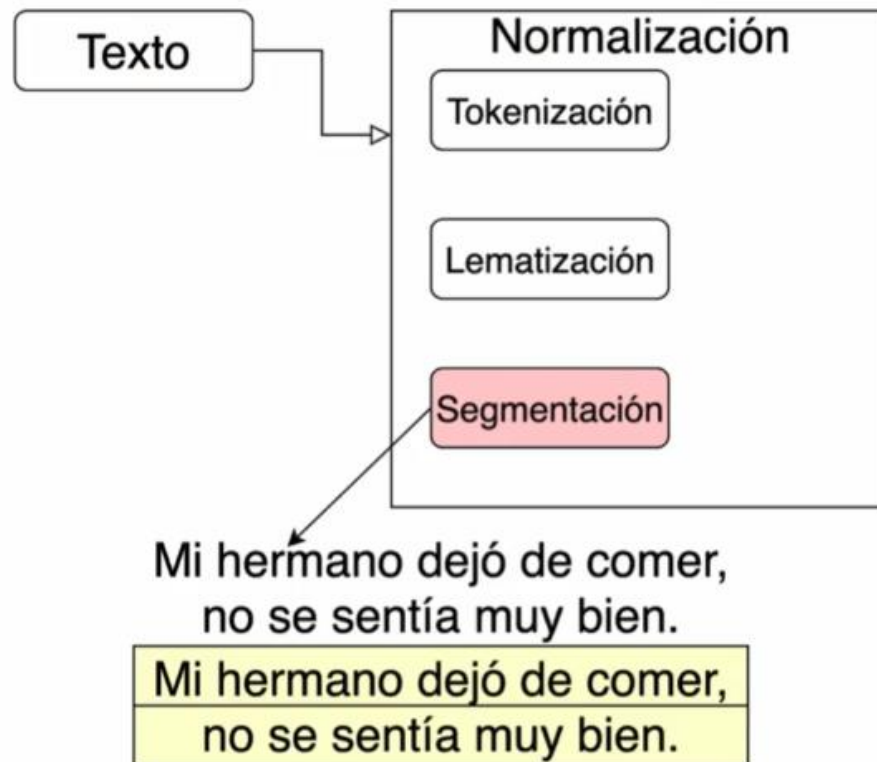 Texto
Normalización
Tokenización
Lematización
Segmentación
Mi hermano dejó de comer,
no se sentía muy bien.
Mi hermano dejó de comer,
no se sentía muy bien.